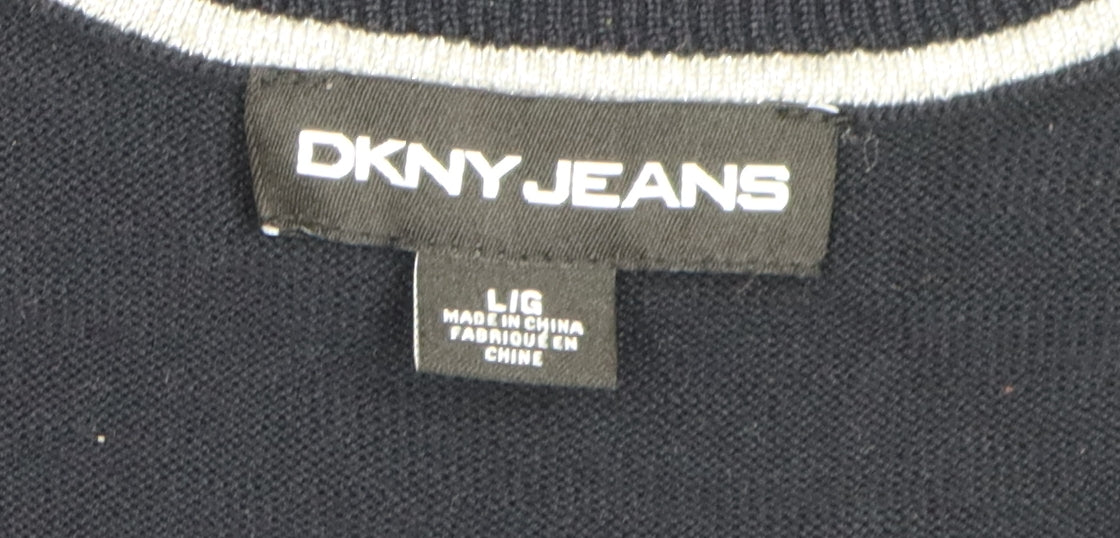 DKNY JEANS
L/G
MADE IN CHINA
FABRIQUÉ EN
CHINE